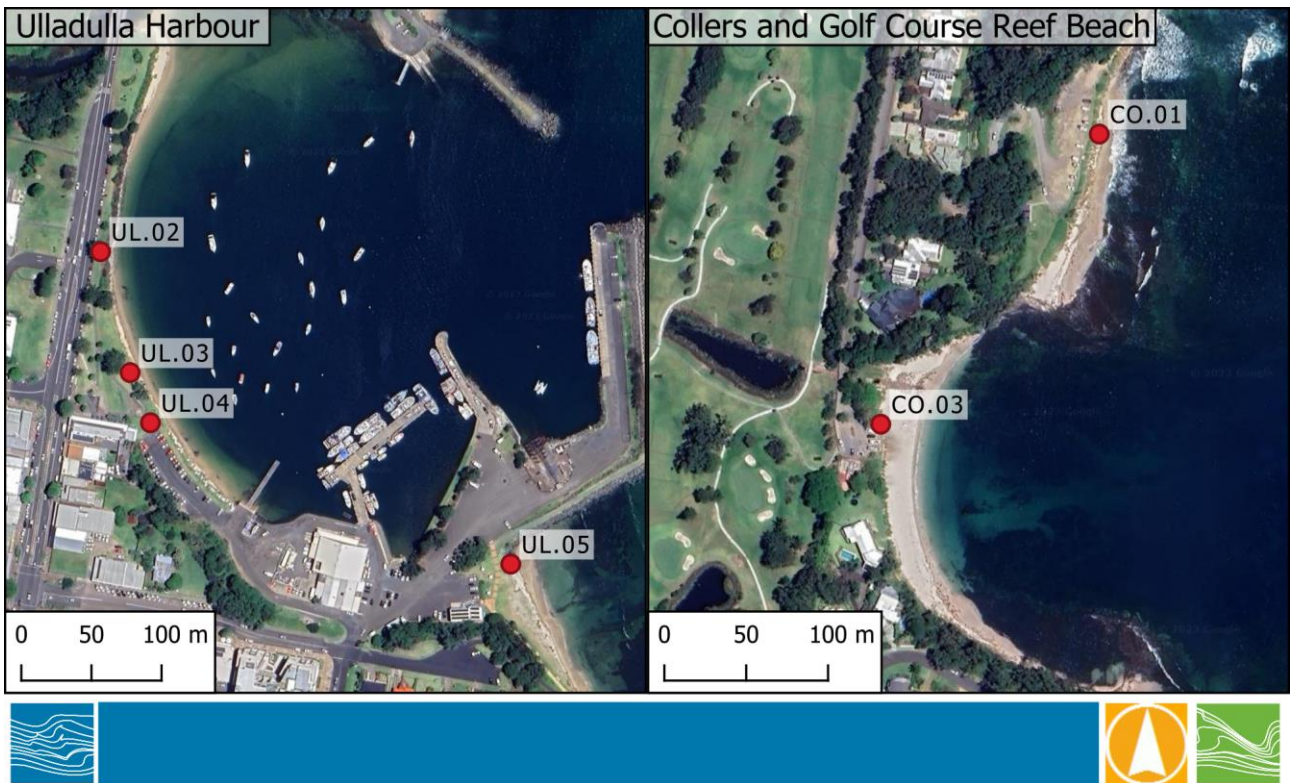 Ulladulla Harbour
UL.02
UL.03
UL.04
UL.05
0 50 100 m
Collers and Golf Course Reef Beach
CO.01
CO.03
0 50 100 m